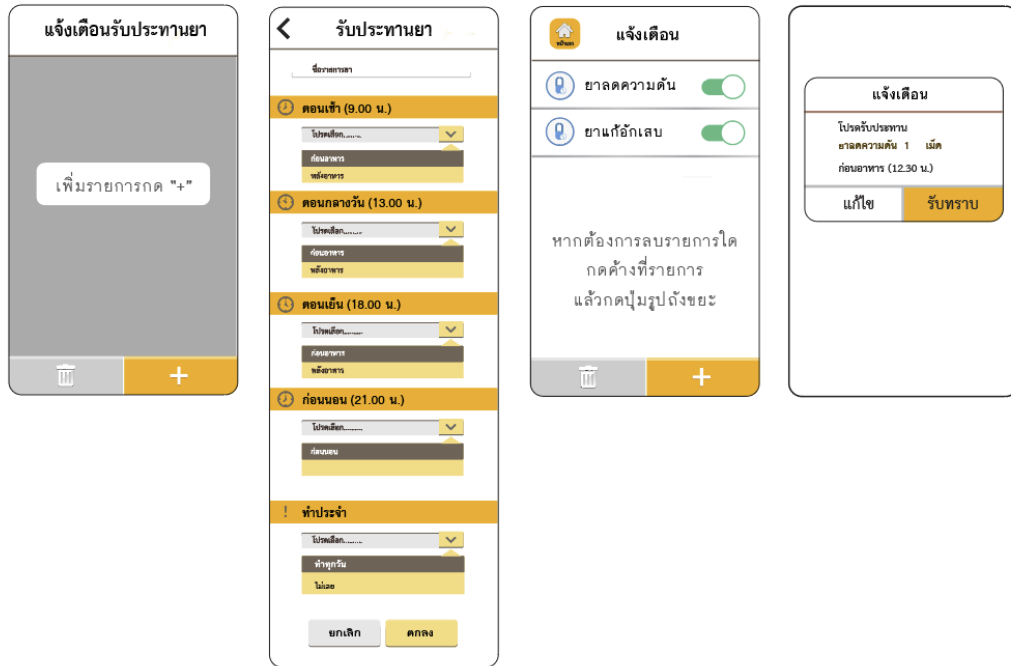 แจ้งเตือนรับประทานยา
เพิ่มรายการกด "+"
+
รับประทานยา
ชื่อรายการยา
ตอนเช้า (9.00 น.)
โปรดเลือก.........
ก่อนอาหาร
หลังอาหาร
ตอนกลางวัน (13.00 น.)
โปรดเลือก.........
ก่อนอาหาร
หลังอาหาร
ตอนเย็น (18.00 น.)
โปรดเลือก.........
ก่อนอาหาร
หลังอาหาร
ก่อนนอน (21.00 น.)
โปรดเลือก.........
ก่อนนอน
! ทำประจำ
โปรดเลือก.........
ทำทุกวัน
ไม่เลย
ยกเลิก ตกลง
แจ้งเตือน
หน้าแรก
ยาลดความดัน
ยาแก้อักเสบ
หากต้องการลบรายการใด
กดค้างที่รายการ
แล้วกดปุ่มรูปถังขยะ
+
แจ้งเตือน
โปรดรับประทาน
ยาลดความดัน 1 เม็ด
ก่อนอาหาร (12.30 น.)
แก้ไข รับทราบ